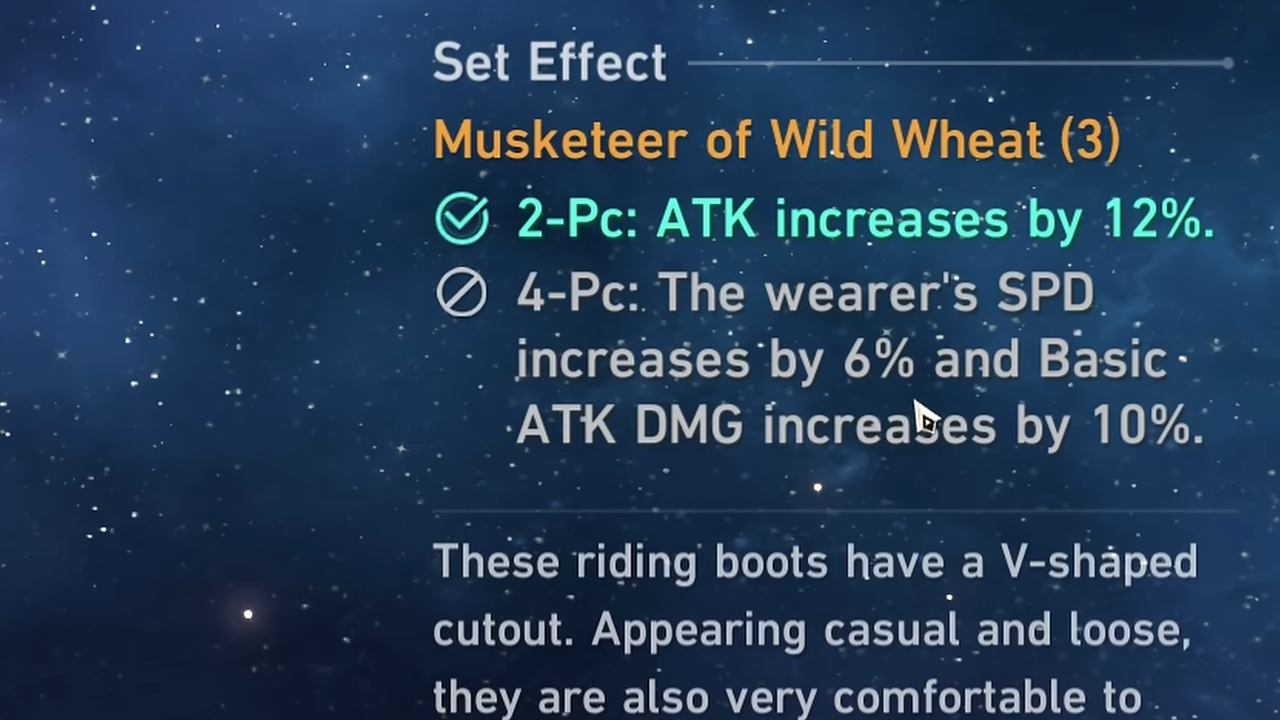 Set Effect
Musketeer of Wild Wheat (3)
2-Pc: ATK increases by 12%.
4-Pc: The wearer's SPD
increases by 6% and Basic
ATK DMG increases by 10%.
These riding boots have a V-shaped
cutout. Appearing casual and loose,
they are also very comfortable to